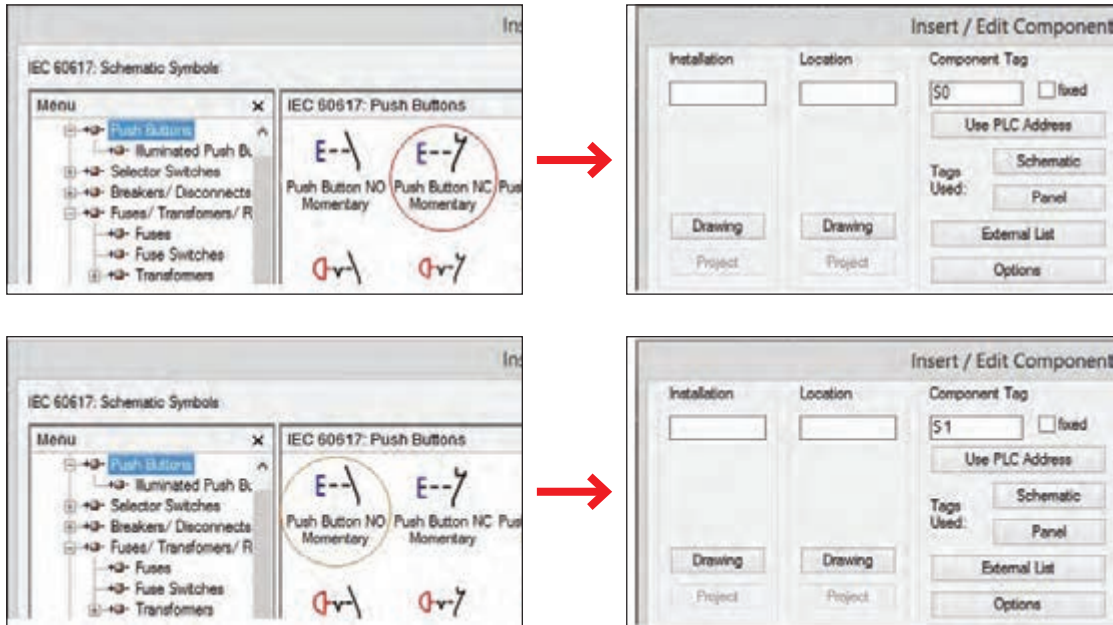 Ins
IEC 60617: Schematic Symbols
Menu
Push Buttons
Illuminated Push Bu
Selector Switches
Breakers/ Disconnects
Fuses/ Transfomers/ R
Fuses
Fuse Switches
Transfomers
IEC 60617: Push Buttons
Push Button NO Push Button NC Pus
Momentary Momentary
Insert / Edit Component
Installation
Location
Component Tag
S0
fixed
Use PLC Address
Tags
Used:
Schematic
Panel
Drawing
Drawing
External List
Project
Project
Options
Ins
IEC 60617: Schematic Symbols
Menu
Push Buttons
Illuminated Push Bu
Selector Switches
Breakers/ Disconnects
Fuses/ Transfomers/ R
Fuses
Fuse Switches
Transfomers
IEC 60617: Push Buttons
Push Button NO Push Button NC Pus
Momentary Momentary
Insert / Edit Component
Installation
Location
Component Tag
S1
fixed
Use PLC Address
Tags
Used:
Schematic
Panel
Drawing
Drawing
External List
Project
Project
Options